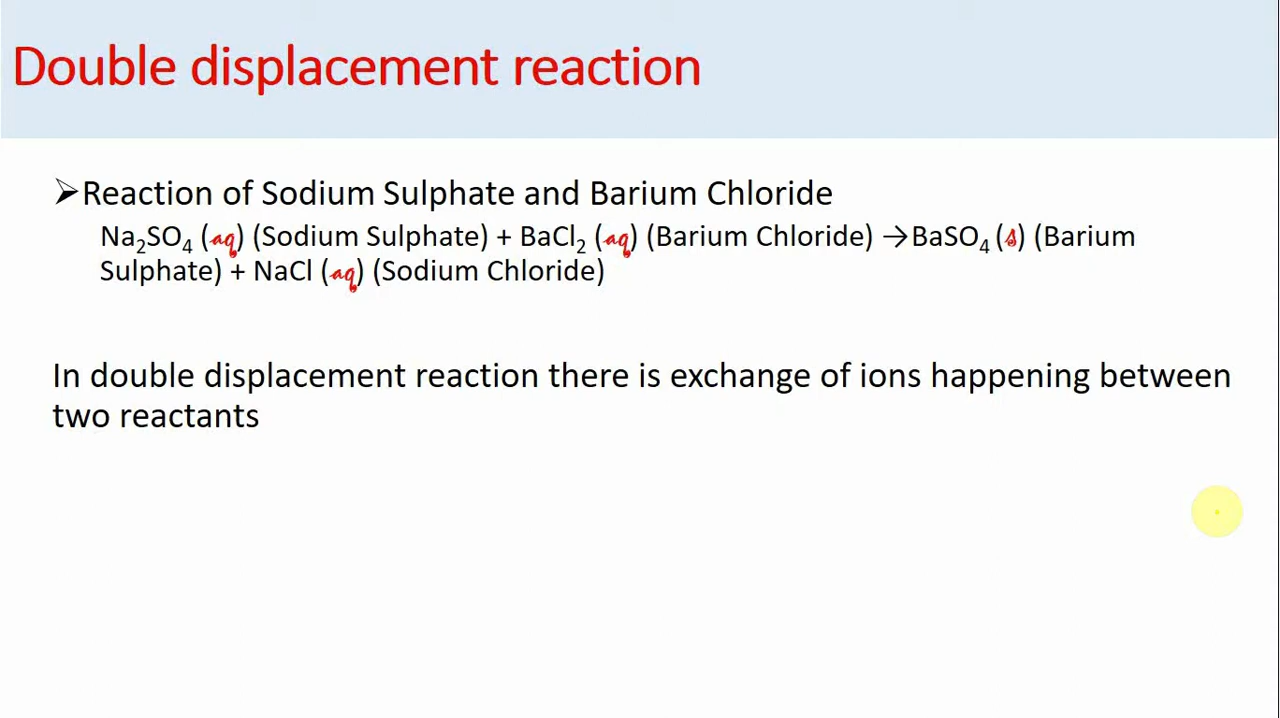 Double displacement reaction
➢Reaction of Sodium Sulphate and Barium Chloride
Na₂SO₄ (aq) (Sodium Sulphate) + BaCl₂ (aq) (Barium Chloride) →BaSO₄ (s) (Barium
Sulphate) + NaCl (aq) (Sodium Chloride)
In double displacement reaction there is exchange of ions happening between
two reactants